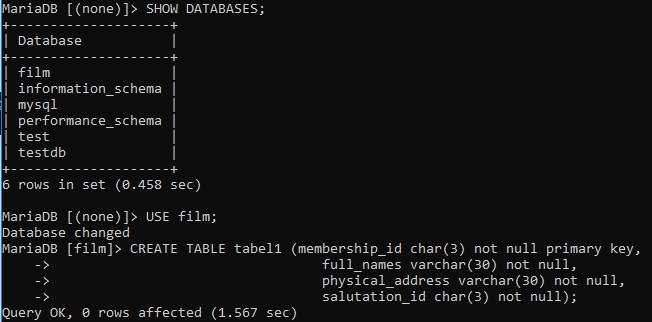 MariaDB [(none)]> SHOW DATABASES;
+--------------------+
| Database           |
+--------------------+
| film               |
| information_schema |
| mysql              |
| performance_schema |
| test               |
| testdb             |
+--------------------+
6 rows in set (0.458 sec)

MariaDB [(none)]> USE film;
Database changed
MariaDB [film]> CREATE TABLE tabel1 (membership_id char(3) not null primary key,
    ->                                  full_names varchar(30) not null,
    ->                                  physical_address varchar(30) not null,
    ->                                  salutation_id char(3) not null);
Query OK, 0 rows affected (1.567 sec)